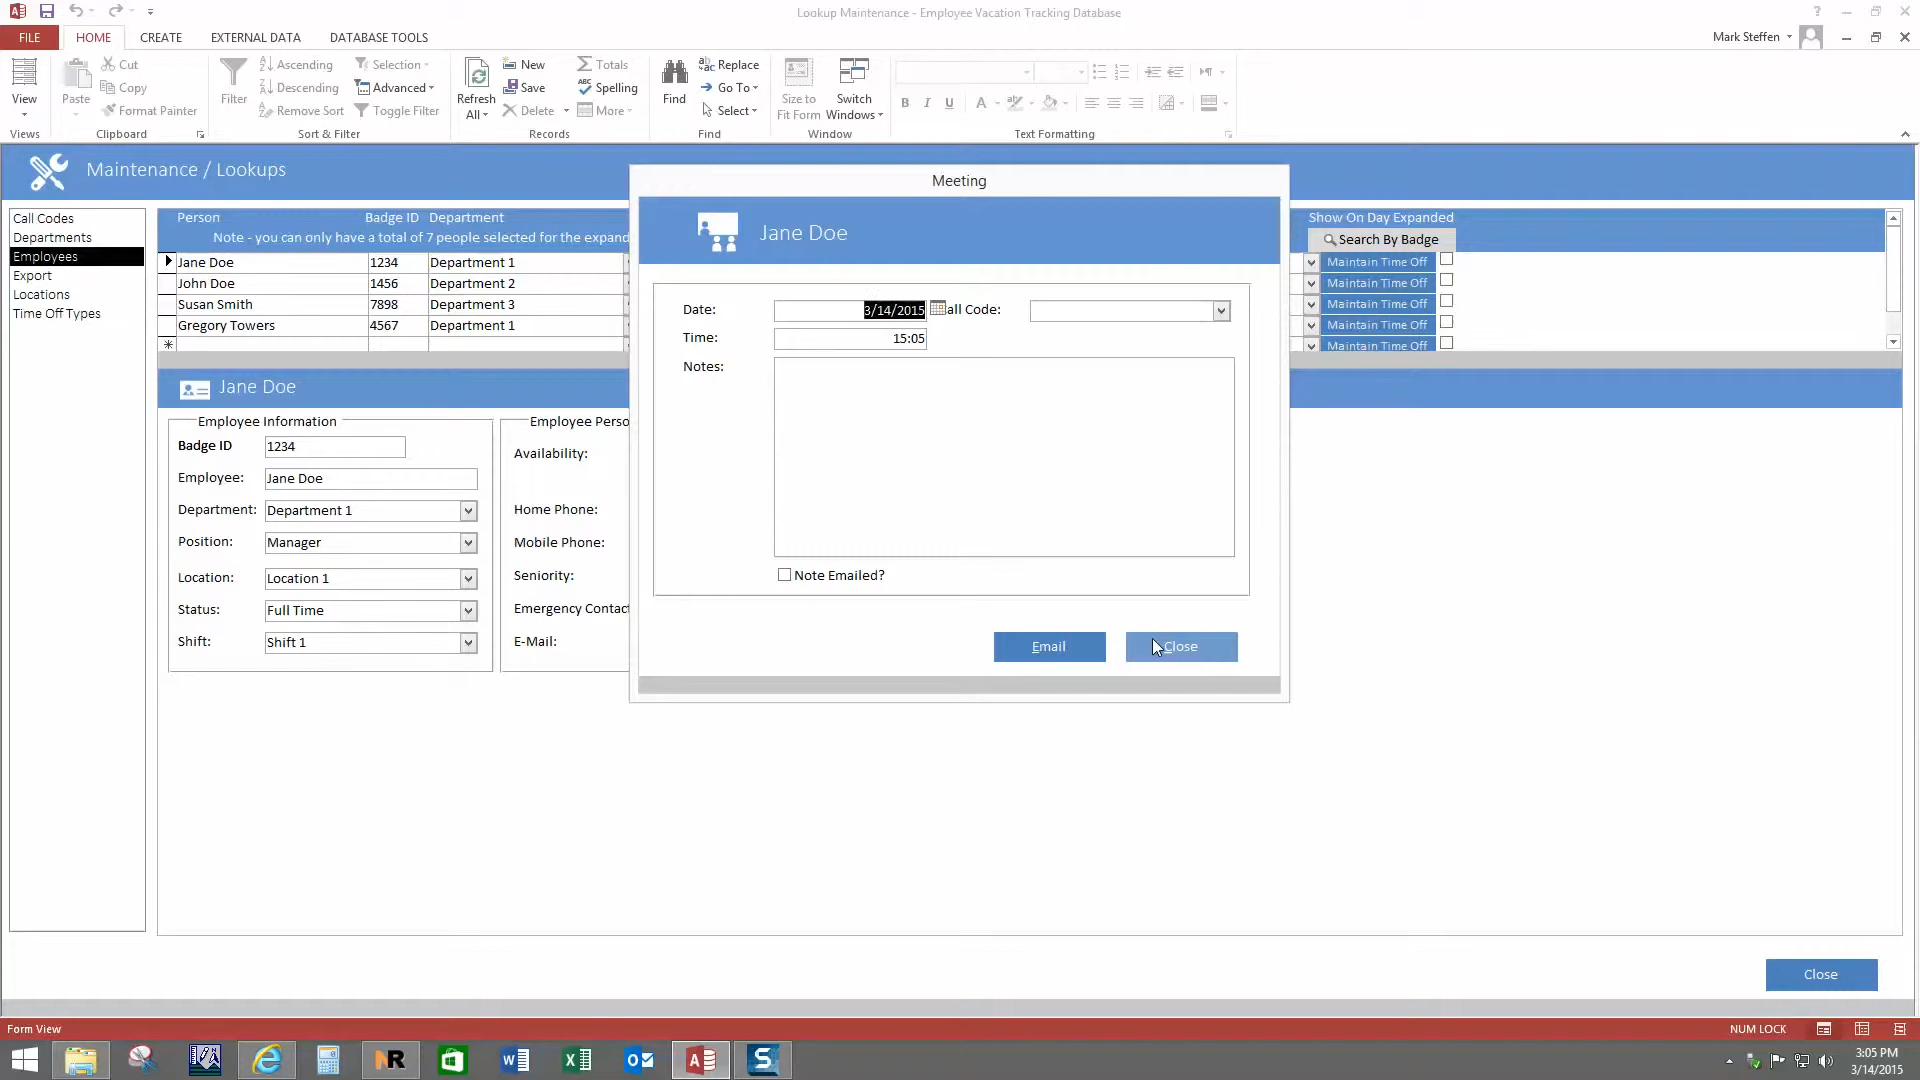 Lookup Maintenance - Employee Vacation Tracking Database
?
FILE
HOME
CREATE
EXTERNAL DATA
DATABASE TOOLS
Mark Steffen
View
Views
Paste
Cut
Copy
Format Painter
Clipboard
Filter
Ascending
Descending
Remove Sort
Selection
Advanced
Toggle Filter
Sort & Filter
Refresh
All
New
Save
Delete
Totals
Spelling
More
Records
Find
Replace
Go To
Select
Find
Size to
Fit Form
Switch
Windows
Window
B I U A
Text Formatting
Maintenance / Lookups
Call Codes
Departments
Employees
Export
Locations
Time Off Types
Person Badge ID Department
Note - you can only have a total of 7 people selected for the expand
Show On Day Expanded
Search By Badge
Jane Doe 1234 Department 1 Maintain Time Off
John Doe 1456 Department 2 Maintain Time Off
Susan Smith 7898 Department 3 Maintain Time Off
Gregory Towers 4567 Department 1 Maintain Time Off
Maintain Time Off
Jane Doe
Employee Information
Badge ID 1234
Employee: Jane Doe
Department: Department 1
Position: Manager
Location: Location 1
Status: Full Time
Shift: Shift 1
Employee Perso
Availability:
Home Phone:
Mobile Phone:
Seniority:
Emergency Contact
E-Mail:
Meeting
Jane Doe
Date: 3/14/2015 all Code:
Time: 15:05
Notes:
Note Emailed?
Email
Close
Close
Form View
NUM LOCK
3:05 PM
3/14/2015